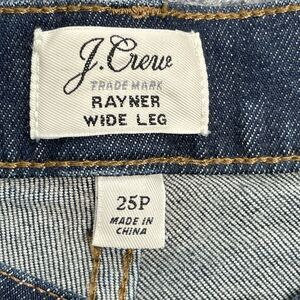 J.Crew
TRADE MARK
RAYNER
WIDE LEG
25P
MADE IN
CHINA